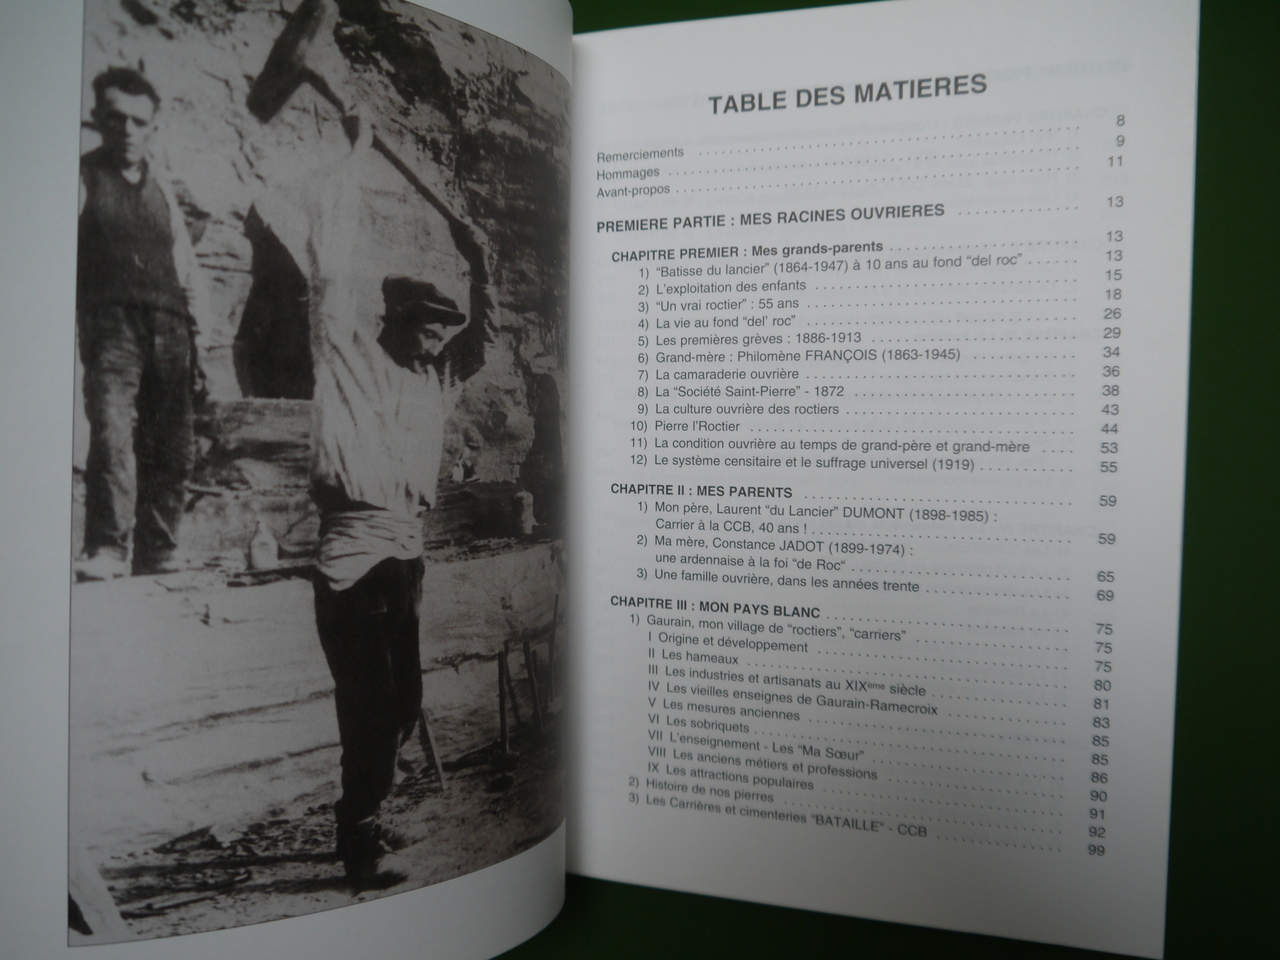 TABLE DES MATIERES
Remerciements 8
Hommages 9
Avant-propos 11
PREMIERE PARTIE : MES RACINES OUVRIERES 13
CHAPITRE PREMIER : Mes grands-parents 13
1) "Batisse du lancier" (1864-1947) à 10 ans au fond "del roc" 13
2) L'exploitation des enfants 15
3) "Un vrai roctier" : 55 ans 18
4) La vie au fond "del' roc" 26
5) Les premières grèves : 1886-1913 29
6) Grand-mère : Philomène FRANÇOIS (1863-1945) 34
7) La camaraderie ouvrière 36
8) La "Société Saint-Pierre" - 1872 38
9) La culture ouvrière des roctiers 43
10) Pierre l'Roctier 44
11) La condition ouvrière au temps de grand-père et grand-mère 53
12) Le système censitaire et le suffrage universel (1919) 55
CHAPITRE II : MES PARENTS 59
1) Mon père, Laurent "du Lancier" DUMONT (1898-1985) :
Carrier à la CCB, 40 ans ! 59
2) Ma mère, Constance JADOT (1899-1974) :
une ardennaise à la foi "de Roc" 65
3) Une famille ouvrière, dans les années trente 69
CHAPITRE III : MON PAYS BLANC 75
1) Gaurain, mon village de "roctiers", "carriers" 75
I Origine et développement 75
II Les hameaux 80
III Les industries et artisanats au XIXème siècle 81
IV Les vieilles enseignes de Gaurain-Ramecroix 83
V Les mesures anciennes 85
VI Les sobriquets 85
VII L'enseignement - Les "Ma Sœur" 86
VIII Les anciens métiers et professions 90
IX Les attractions populaires 91
2) Histoire de nos pierres 92
3) Les Carrières et cimenteries "BATAILLE" - CCB 99